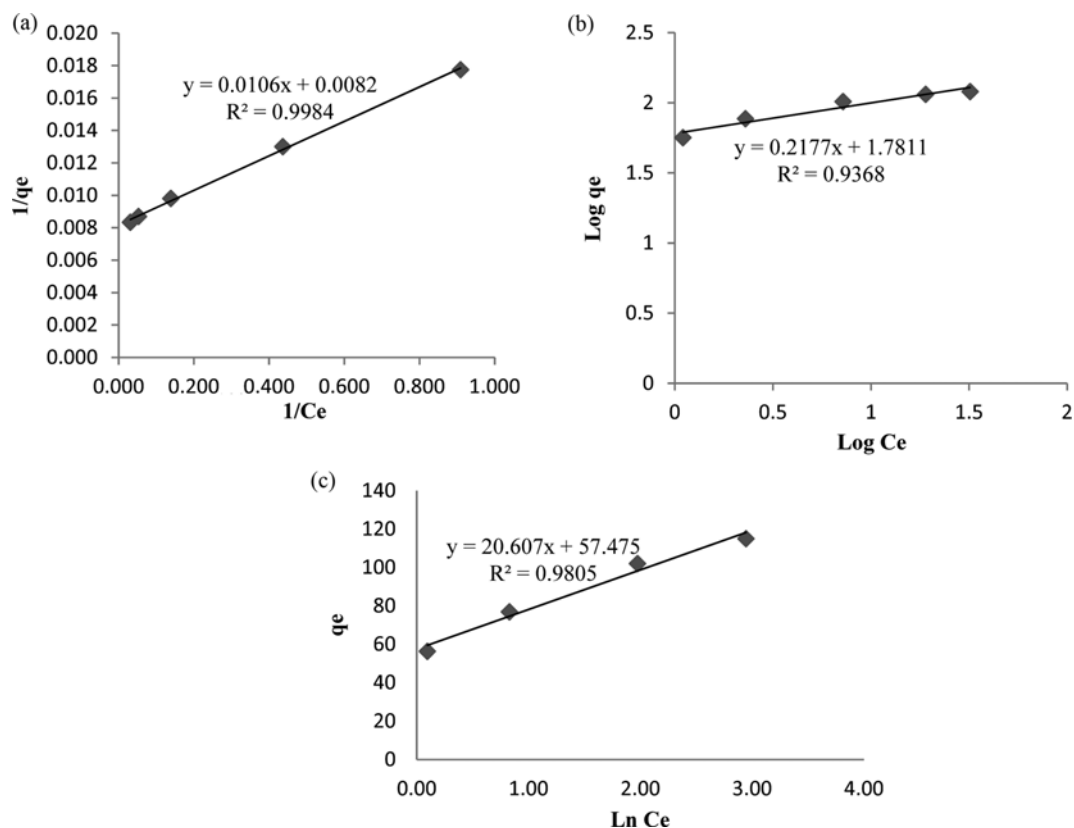 (a)
0.020
0.018
0.016
0.014
0.012
0.010
0.008
0.006
0.004
0.002
0.000
1/qe
y = 0.0106x + 0.0082
R² = 0.9984
0.000 0.200 0.400 0.600 0.800 1.000
1/Ce
(b)
2.5
2
1.5
1
0.5
0
Log qe
y = 0.2177x + 1.7811
R² = 0.9368
0 0.5 1 1.5 2
Log Ce
(c)
140
120
100
80
60
40
20
0
qe
y = 20.607x + 57.475
R² = 0.9805
0.00 1.00 2.00 3.00 4.00
Ln Ce